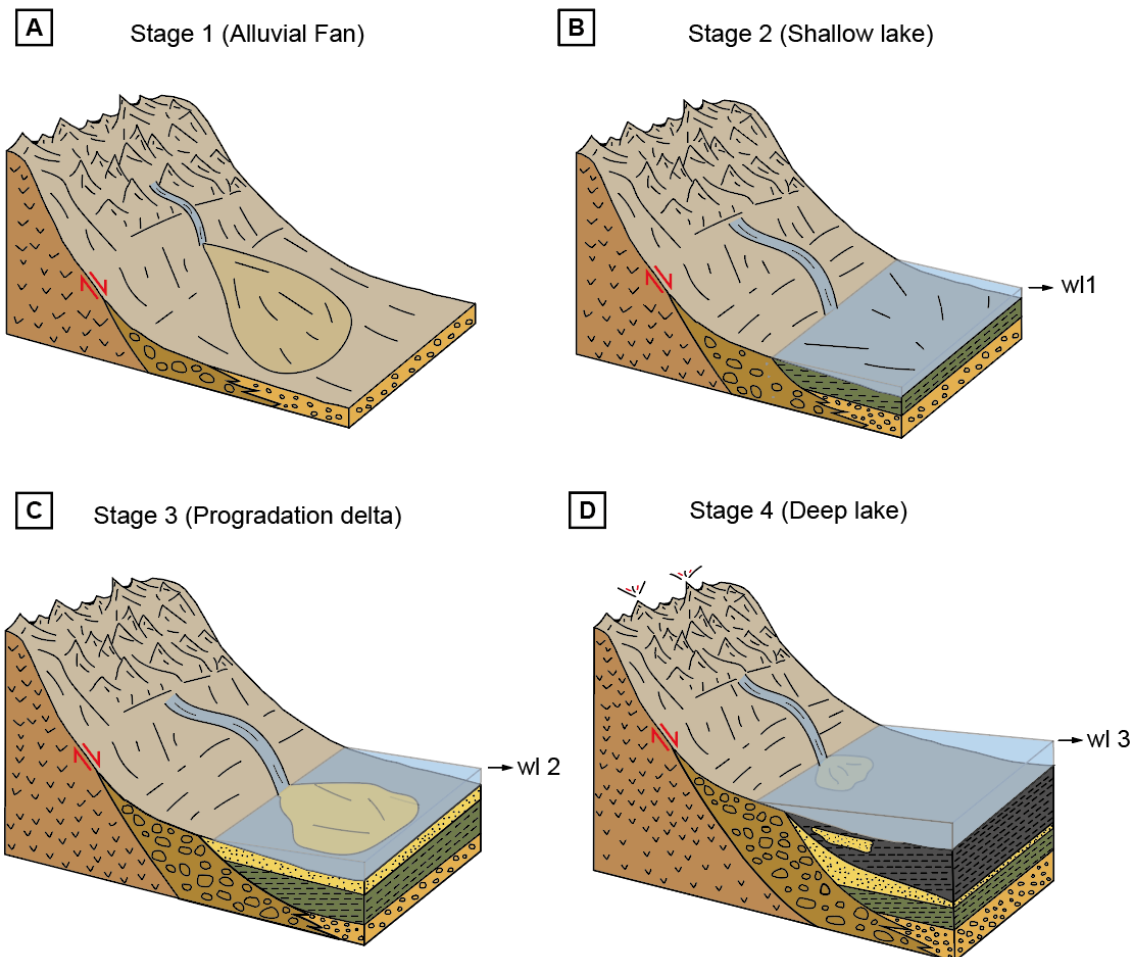 A
Stage 1 (Alluvial Fan)
B
Stage 2 (Shallow lake)
wl1
C
Stage 3 (Progradation delta)
D
Stage 4 (Deep lake)
wl 2
wl 3